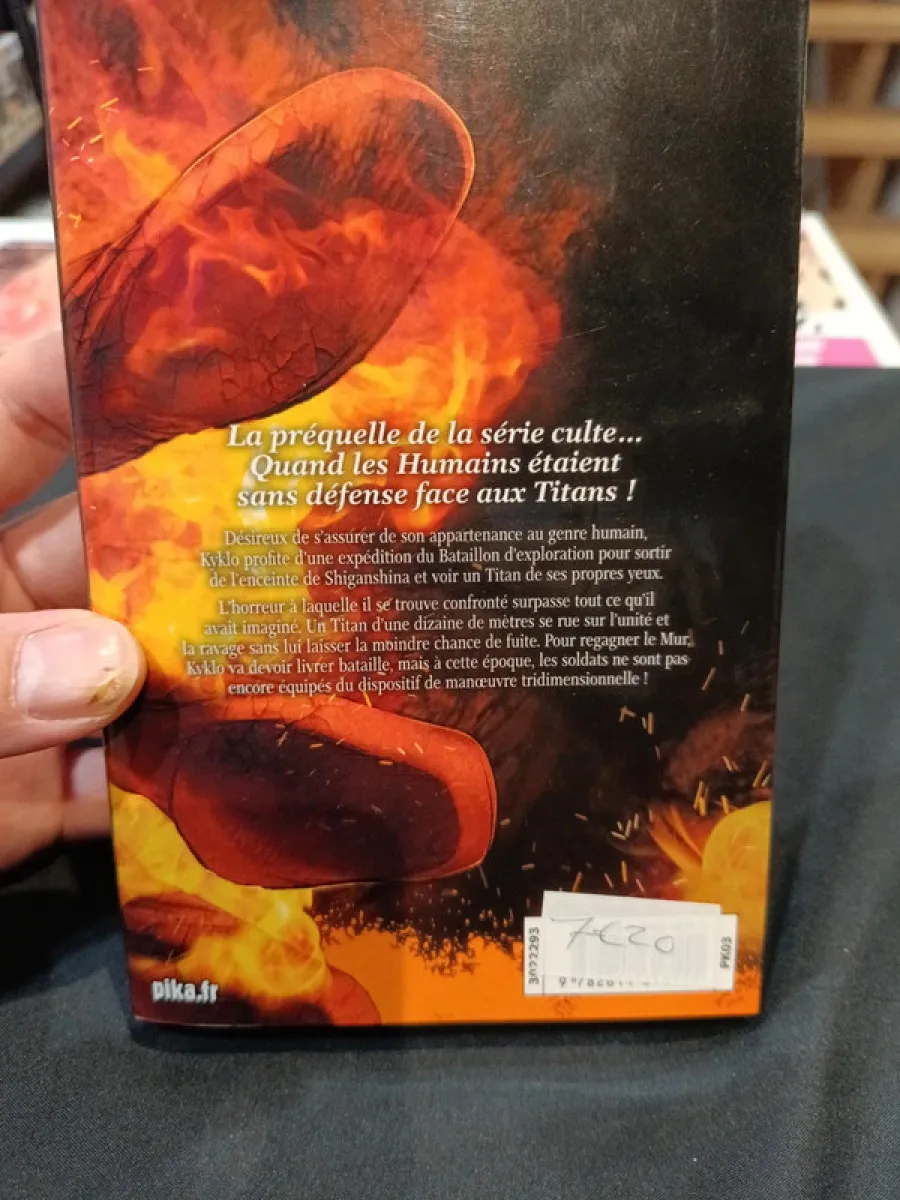 La préquelle de la série culte...
Quand les Humains étaient
sans défense face aux Titans !
Désireux de s'assurer de son appartenance au genre humain,
Kyklo profite d'une expédition du Bataillon d'exploration pour sortir
de l'enceinte de Shiganshina et voir un Titan de ses propres yeux.
L'horreur à laquelle il se trouve confronté surpasse tout ce qu'il
avait imaginé. Un Titan d'une dizaine de mètres se rue sur l'unité et
la ravage sans lui laisser la moindre chance de fuite. Pour regagner le Mur,
Kyklo va devoir livrer bataille, mais à cette époque, les soldats ne sont pas
encore équipés du dispositif de manœuvre tridimensionnelle !
7€20
3022293
PK03
pika.fr